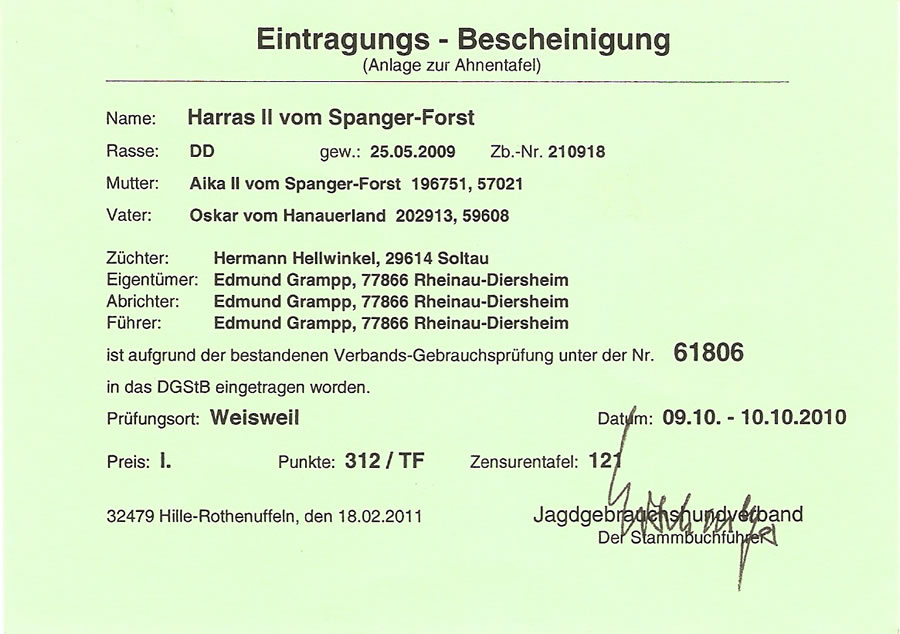 Eintragungs - Bescheinigung
(Anlage zur Ahnentafel)
Name: Harras II vom Spanger-Forst
Rasse: DD gew.: 25.05.2009 Zb.-Nr. 210918
Mutter: Aika II vom Spanger-Forst 196751, 57021
Vater: Oskar vom Hanauerland 202913, 59608
Züchter: Hermann Hellwinkel, 29614 Soltau
Eigentümer: Edmund Grampp, 77866 Rheinau-Diersheim
Abrichter: Edmund Grampp, 77866 Rheinau-Diersheim
Führer: Edmund Grampp, 77866 Rheinau-Diersheim
ist aufgrund der bestandenen Verbands-Gebrauchsprüfung unter der Nr. 61806
in das DGStB eingetragen worden.
Prüfungsort: Weisweil Datum: 09.10. - 10.10.2010
Preis: I. Punkte: 312 / TF Zensurentafel: 121
32479 Hille-Rothenuffeln, den 18.02.2011 Jagdgebrauchshundverband
Der Stammbuchführer